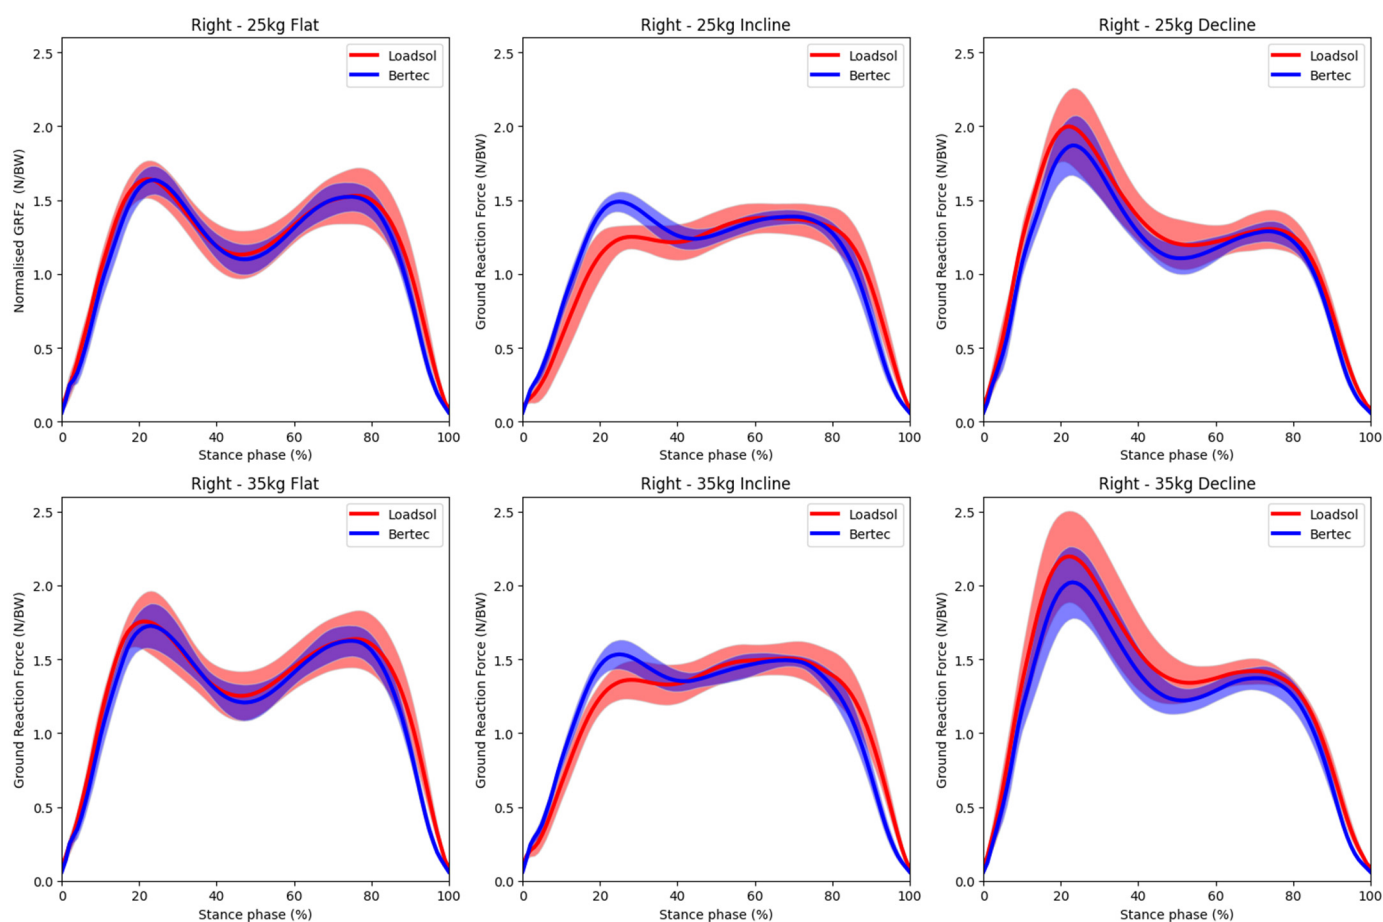 Right - 25kg Flat
Normalised GRFz (N/BW)
2.5
2.0
1.5
1.0
0.5
0.0
Loadsol
Bertec
0 20 40 60 80 100
Stance phase (%)
Right - 25kg Incline
Ground Reaction Force (N/BW)
2.5
2.0
1.5
1.0
0.5
0.0
Loadsol
Bertec
0 20 40 60 80 100
Stance phase (%)
Right - 25kg Decline
Ground Reaction Force (N/BW)
2.5
2.0
1.5
1.0
0.5
0.0
Loadsol
Bertec
0 20 40 60 80 100
Stance phase (%)
Right - 35kg Flat
Ground Reaction Force (N/BW)
2.5
2.0
1.5
1.0
0.5
0.0
Loadsol
Bertec
0 20 40 60 80 100
Stance phase (%)
Right - 35kg Incline
Ground Reaction Force (N/BW)
2.5
2.0
1.5
1.0
0.5
0.0
Loadsol
Bertec
0 20 40 60 80 100
Stance phase (%)
Right - 35kg Decline
Ground Reaction Force (N/BW)
2.5
2.0
1.5
1.0
0.5
0.0
Loadsol
Bertec
0 20 40 60 80 100
Stance phase (%)